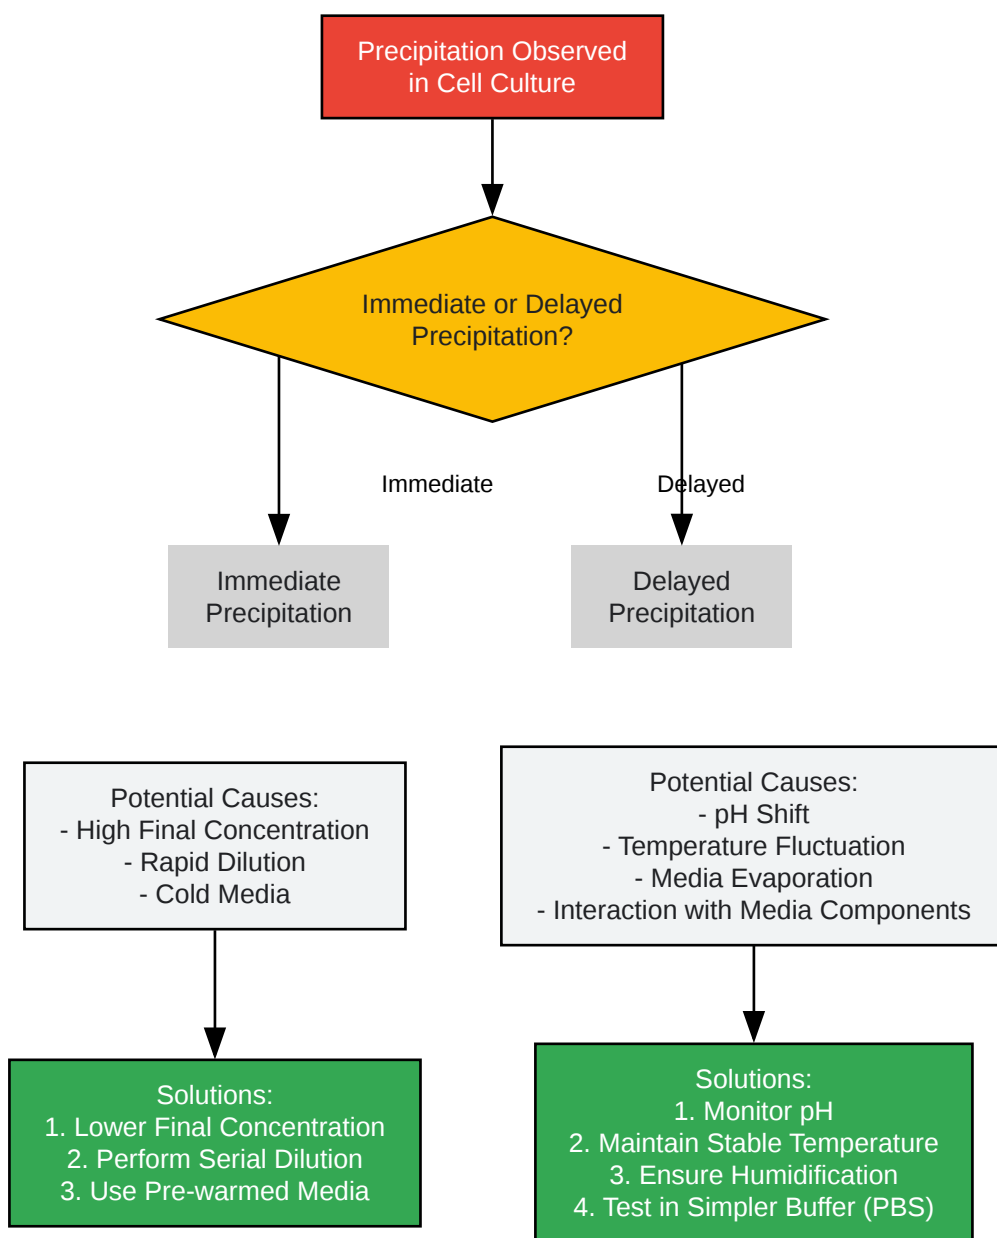 Precipitation Observed
in Cell Culture
Immediate or Delayed
Precipitation?
Immediate
Delayed
Immediate
Precipitation
Delayed
Precipitation
Potential Causes:
- High Final Concentration
- Rapid Dilution
- Cold Media
Potential Causes:
- pH Shift
- Temperature Fluctuation
- Media Evaporation
- Interaction with Media Components
Solutions:
1. Lower Final Concentration
2. Perform Serial Dilution
3. Use Pre-warmed Media
Solutions:
1. Monitor pH
2. Maintain Stable Temperature
3. Ensure Humidification
4. Test in Simpler Buffer (PBS)